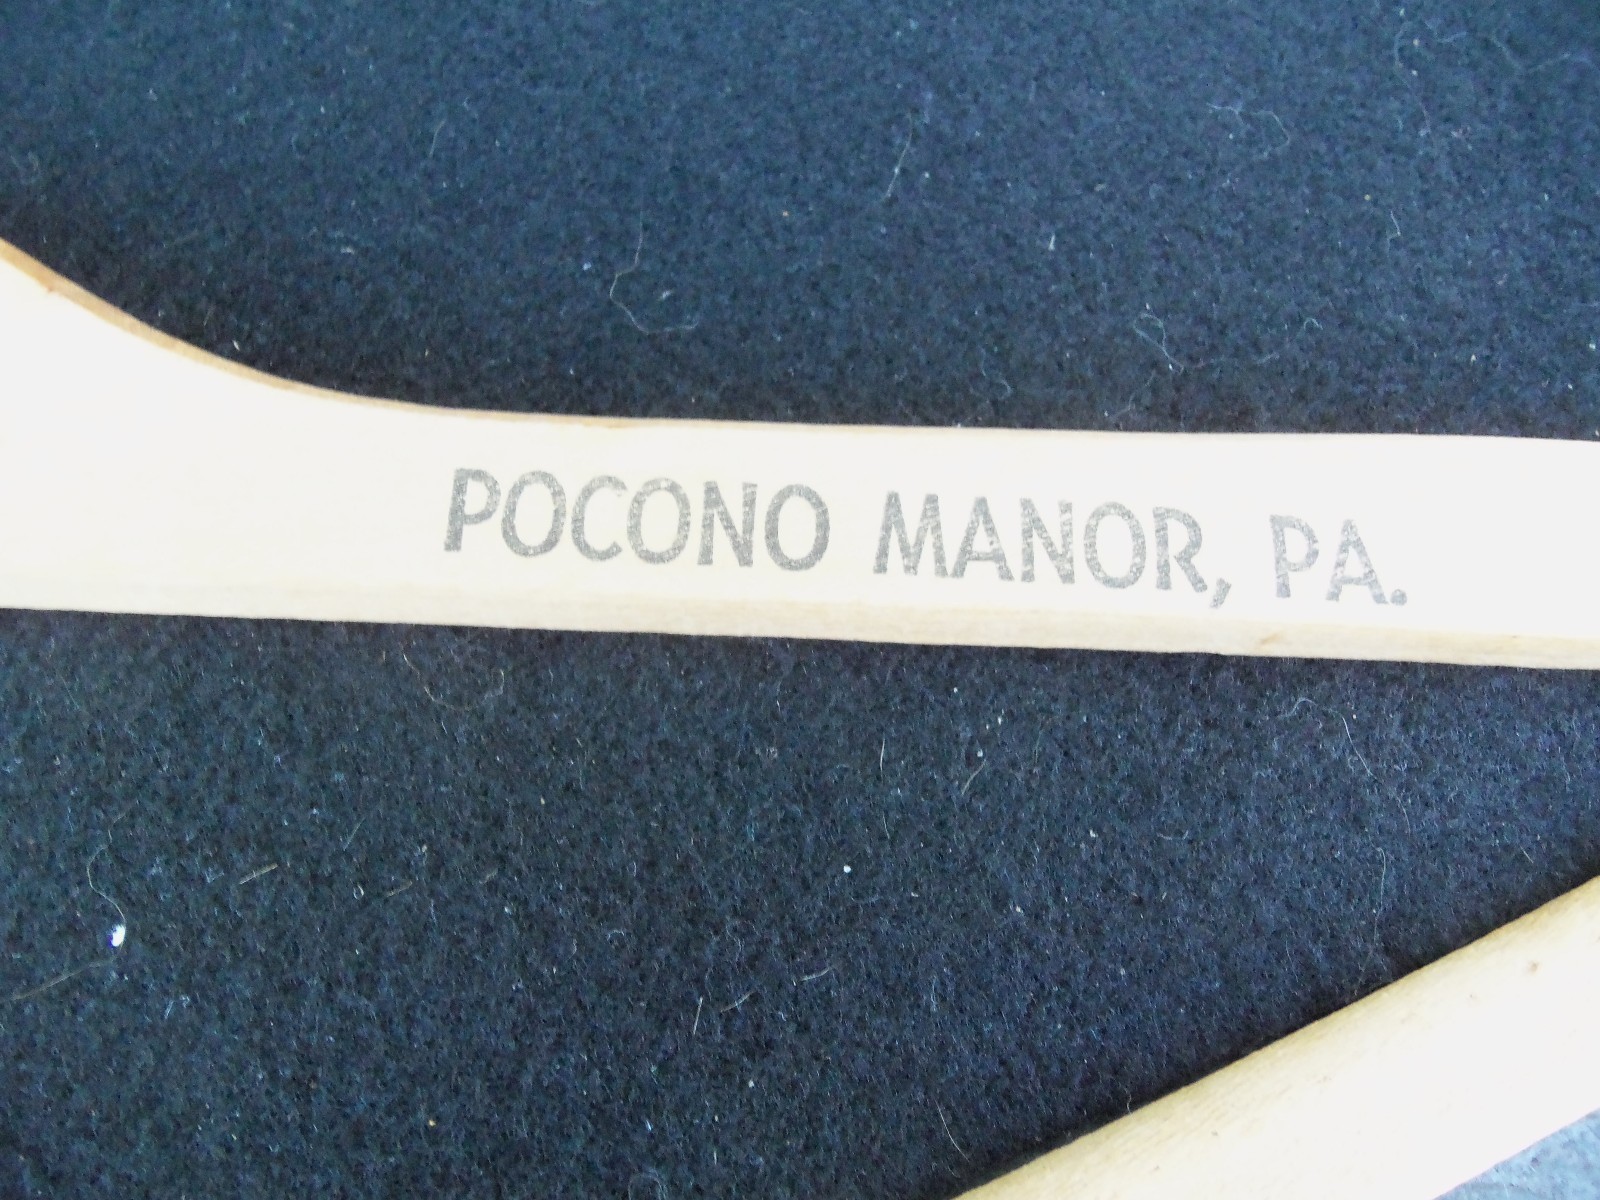 POCONO MANOR, PA.